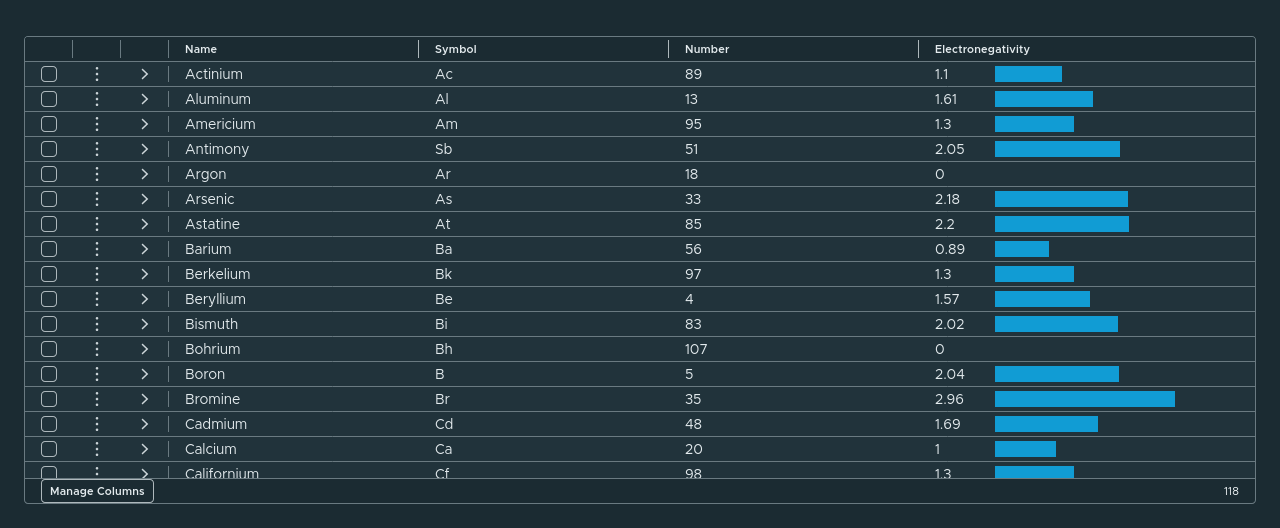 Name Symbol Number Electronegativity
Actinium Ac 89 1.1
Aluminum Al 13 1.61
Americium Am 95 1.3
Antimony Sb 51 2.05
Argon Ar 18 0
Arsenic As 33 2.18
Astatine At 85 2.2
Barium Ba 56 0.89
Berkelium Bk 97 1.3
Beryllium Be 4 1.57
Bismuth Bi 83 2.02
Bohrium Bh 107 0
Boron B 5 2.04
Bromine Br 35 2.96
Cadmium Cd 48 1.69
Calcium Ca 20 1
Californium Cf 98 1.3
Manage Columns 118